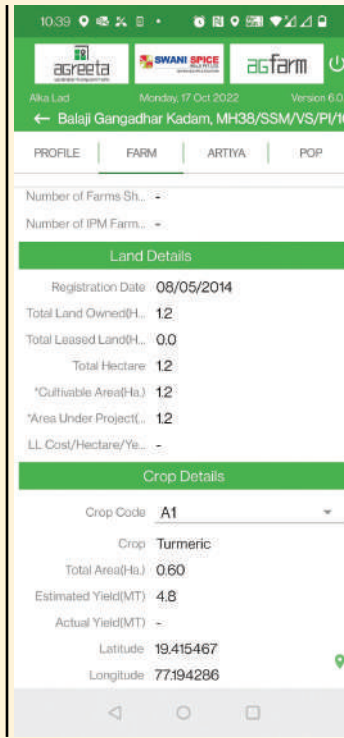 10:39
agreeta
SWANI SPICE
agfarm
Alka Lad Monday, 17 Oct 2022 Version 6.0
← Balaji Gangadhar Kadam, MH38/SSM/VS/PI/1
PROFILE FARM ARTIYA POP
Number of Farms Sh... -
Number of IPM Farm... -
Land Details
Registration Date 08/05/2014
Total Land Owned(H... 1.2
Total Leased Land(H... 0.0
Total Hectare 1.2
*Cultivable Area(Ha.) 1.2
*Area Under Project(... 1.2
LL Cost/Hectare/Ye... -
Crop Details
Crop Code A1
Crop Turmeric
Total Area(Ha.) 0.60
Estimated Yield(MT) 4.8
Actual Yield(MT) -
Latitude 19.415467
Longitude 77.194286